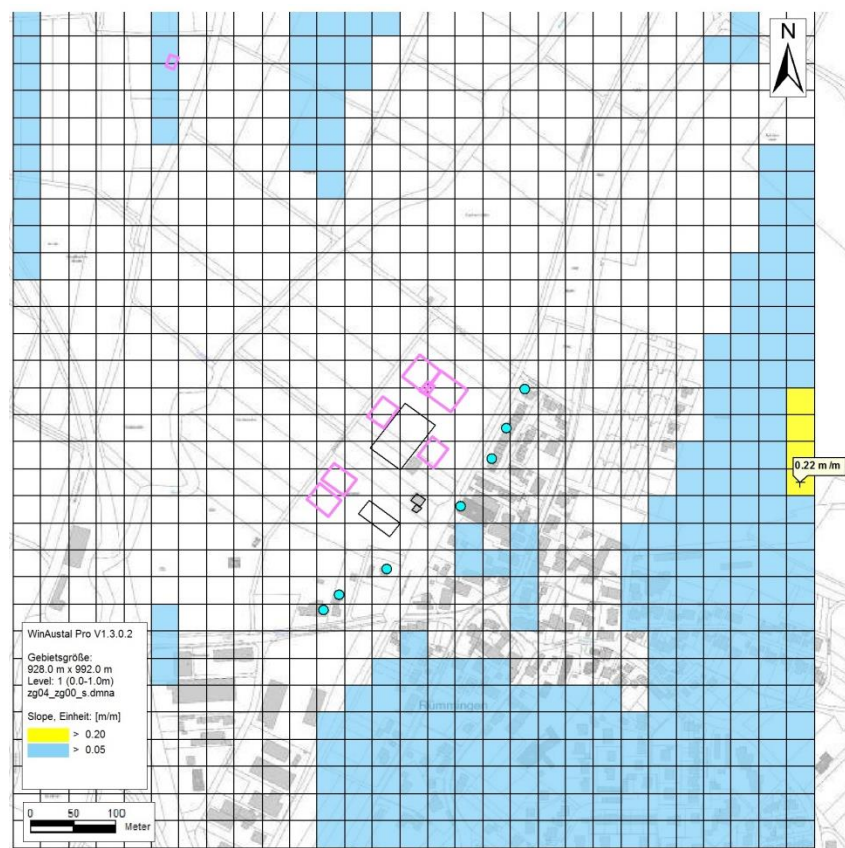 N
0.22 m/m
Rümmingen
WinAustal Pro V1.3.0.2
Gebietsgröße:
928.0 m x 992.0 m
Level: 1 (0.0-1.0m)
zg04_zg00_s.dmna
Slope, Einheit: [m/m]
> 0.20
> 0.05
0 50 100
Meter